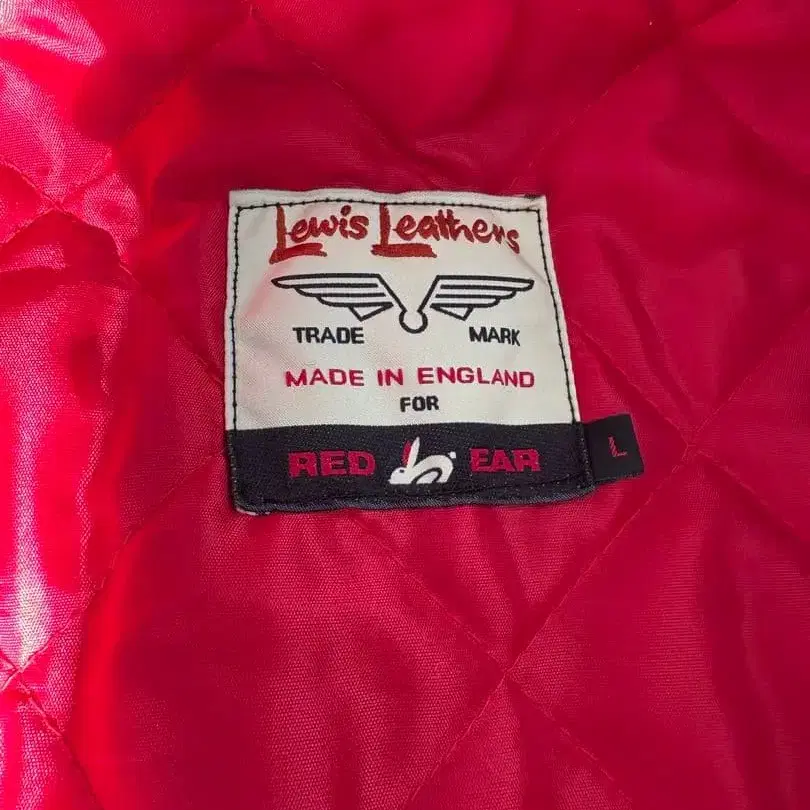 Lewis Leathers
TRADE MARK
MADE IN ENGLAND
FOR
RED EAR
L